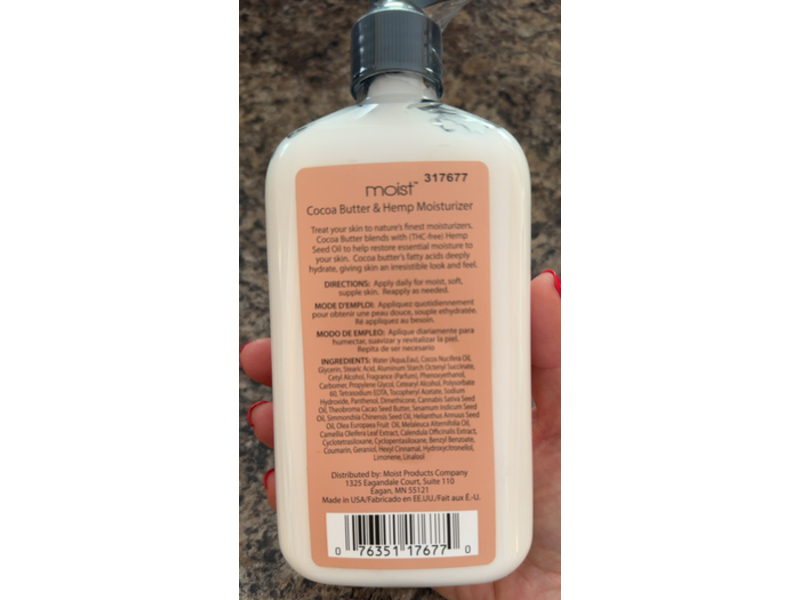 moist™ 317677
Cocoa Butter & Hemp Moisturizer
Treat your skin to nature's finest moisturizers.
Cocoa Butter blends with (THC-free) Hemp
Seed Oil to help restore essential moisture to
your skin. Cocoa butter's fatty acids deeply
hydrate, giving skin an irresistible look and feel.
DIRECTIONS: Apply daily for moist, soft,
supple skin. Reapply as needed.
MODE D'EMPLOI: Appliquez quotidiennement
pour obtenir une peau douce, souple ethydratée.
Ré appliquez au besoin.
MODO DE EMPLEO: Aplique diariamente para
humectar, suavizar y revitalizar la piel.
Repita de ser necesario
INGREDIENTS: Water (Aqua,Eau), Cocos Nucifera Oil,
Glycerin, Stearic Acid, Aluminum Starch Octenyl Succinate,
Cetyl Alcohol, Fragrance (Parfum), Phenoxyethanol,
Carbomer, Propylene Glycol, Cetearyl Alcohol, Polysorbate
60, Tetrasodium EDTA, Tocopheryl Acetate, Sodium
Hydroxide, Panthenol, Dimethicone, Cannabis Sativa Seed
Oil, Theobroma Cacao Seed Butter, Sesamum Indicum Seed
Oil, Simmondsia Chinensis Seed Oil, Helianthus Annuus Seed
Oil, Olea Europaea Fruit Oil, Melaleuca Alternifolia Oil,
Camellia Oleifera Leaf Extract, Calendula Officinalis Extract,
Cyclotetrasiloxane, Cyclopentasiloxane, Benzyl Benzoate,
Coumarin, Geraniol, Hexyl Cinnamal, Hydroxycitronellol,
Limonene, Linalool
Distributed by: Moist Products Company
1325 Eagandale Court, Suite 110
Eagan, MN 55121
Made in USA/Fabricado en EE.UU./Fait aux É.-U.
0 76351 17677 0